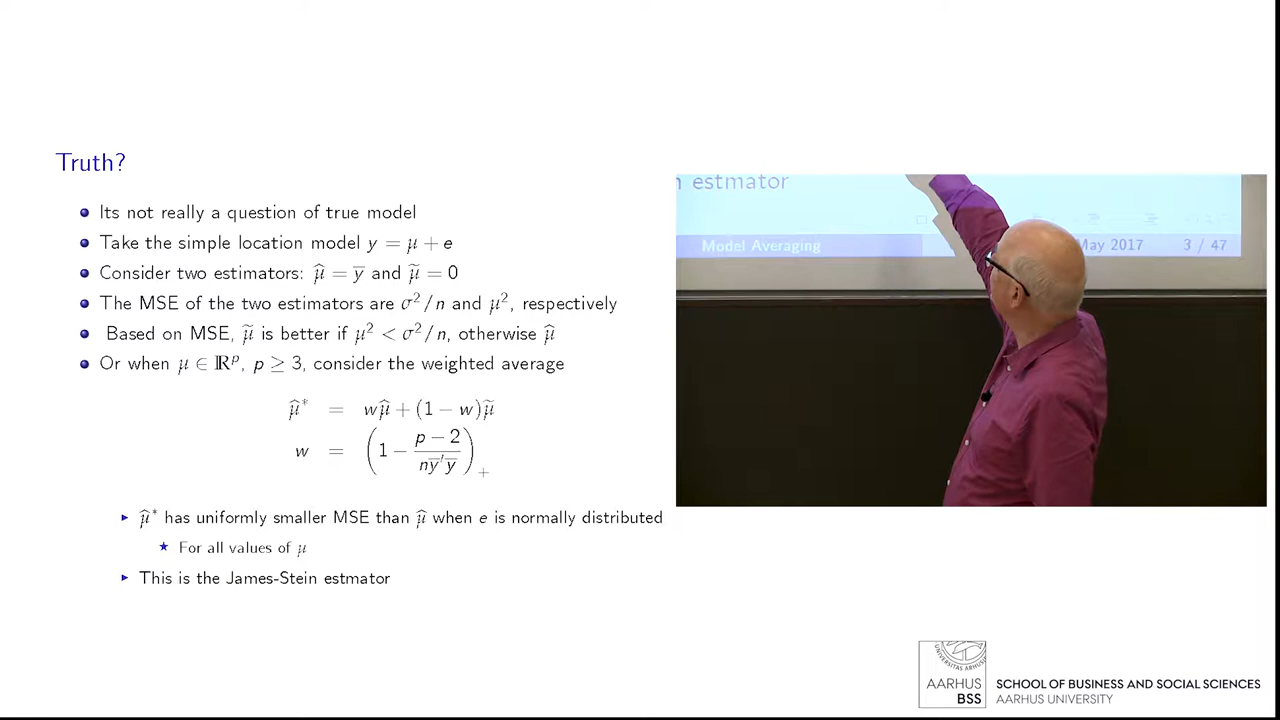 Truth?
Its not really a question of true model
Take the simple location model y = μ + e
Consider two estimators: μ̂ = y̅ and μ̃ = 0
The MSE of the two estimators are σ²/n and μ², respectively
Based on MSE, μ̃ is better if μ² < σ²/n, otherwise μ̂
Or when μ ∈ ℝᵖ, p ≥ 3, consider the weighted average
μ̂* = wμ̂ + (1 − w)μ̃
w = (1 − (p − 2)/(ny̅′y̅))₊
μ̂* has uniformly smaller MSE than μ̂ when e is normally distributed
For all values of μ
This is the James-Stein estmator
n estmator
Model Averaging
May 2017
3 / 47
AARHUS
BSS
SCHOOL OF BUSINESS AND SOCIAL SCIENCES
AARHUS UNIVERSITY